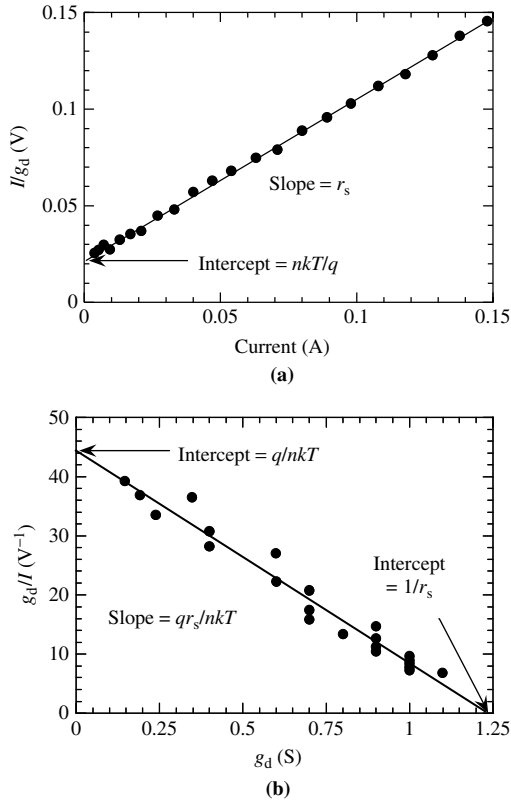 0.15
0.10
0.05
0
I/g_d (V)
Slope = r_s
Intercept = nkT/q
0 0.05 0.1 0.15
Current (A)
(a)
50
40
30
20
10
0
g_d/I (V⁻¹)
Intercept = q/nkT
Intercept
= 1/r_s
Slope = qr_s/nkT
0 0.25 0.5 0.75 1 1.25
g_d (S)
(b)